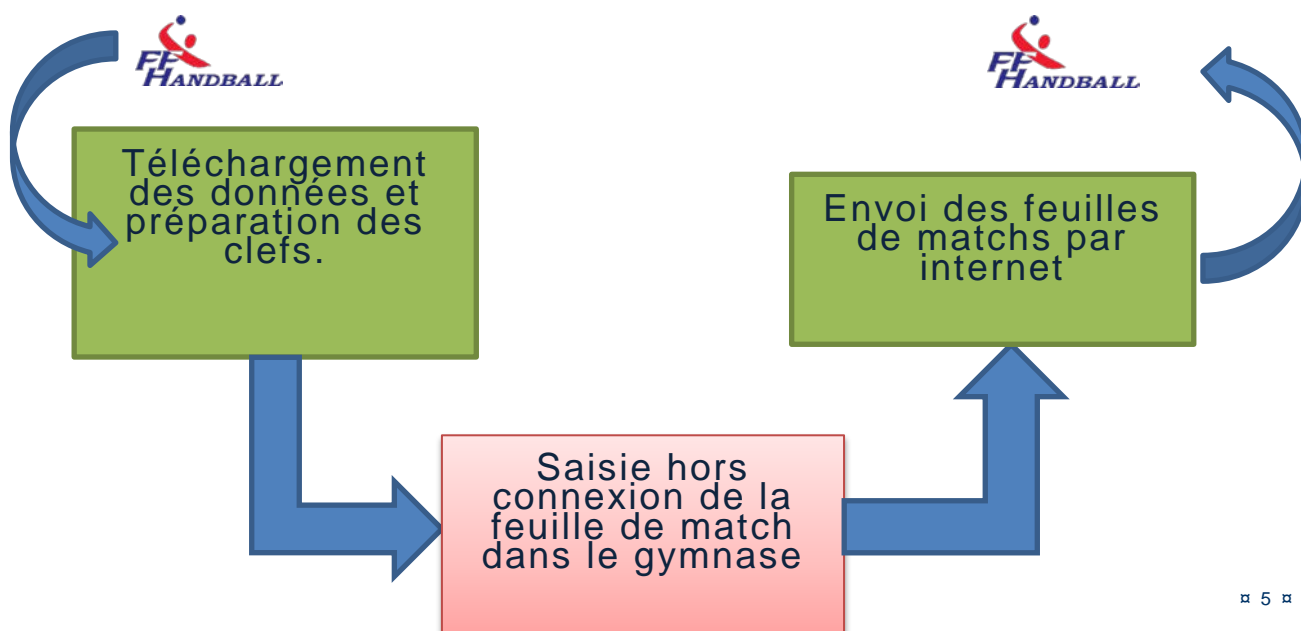 FF
HANDBALL
FF
HANDBALL
Téléchargement
des données et
préparation des
clefs.
Envoi des feuilles
de matchs par
internet
Saisie hors
connexion de la
feuille de match
dans le gymnase
¤ 5 ¤